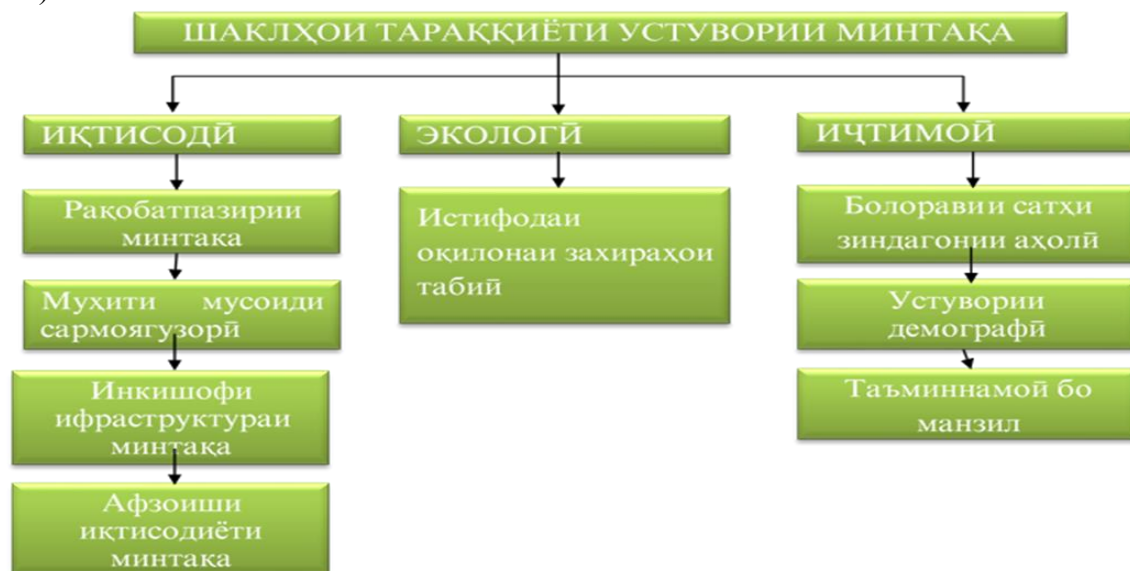 )
ШАКЛҲОИ ТАРАҚҚИЁТИ УСТУВОРИИ МИНТАҚА
ИҚТИСОДӢ
Рақобатпазирии
минтақа
Муҳити мусоиди
сармоягузорӣ
Инкишофи
ифраструктураи
минтақа
Афзоиши
иқтисодиёти
минтақа
ЭКОЛОГӢ
Истифодаи
оқилонаи захираҳои
табиӣ
ИҶТИМОӢ
Болоравии сатҳи
зиндагонии аҳолӣ
Устувории
демографӣ
Таъминнамоӣ бо
манзил